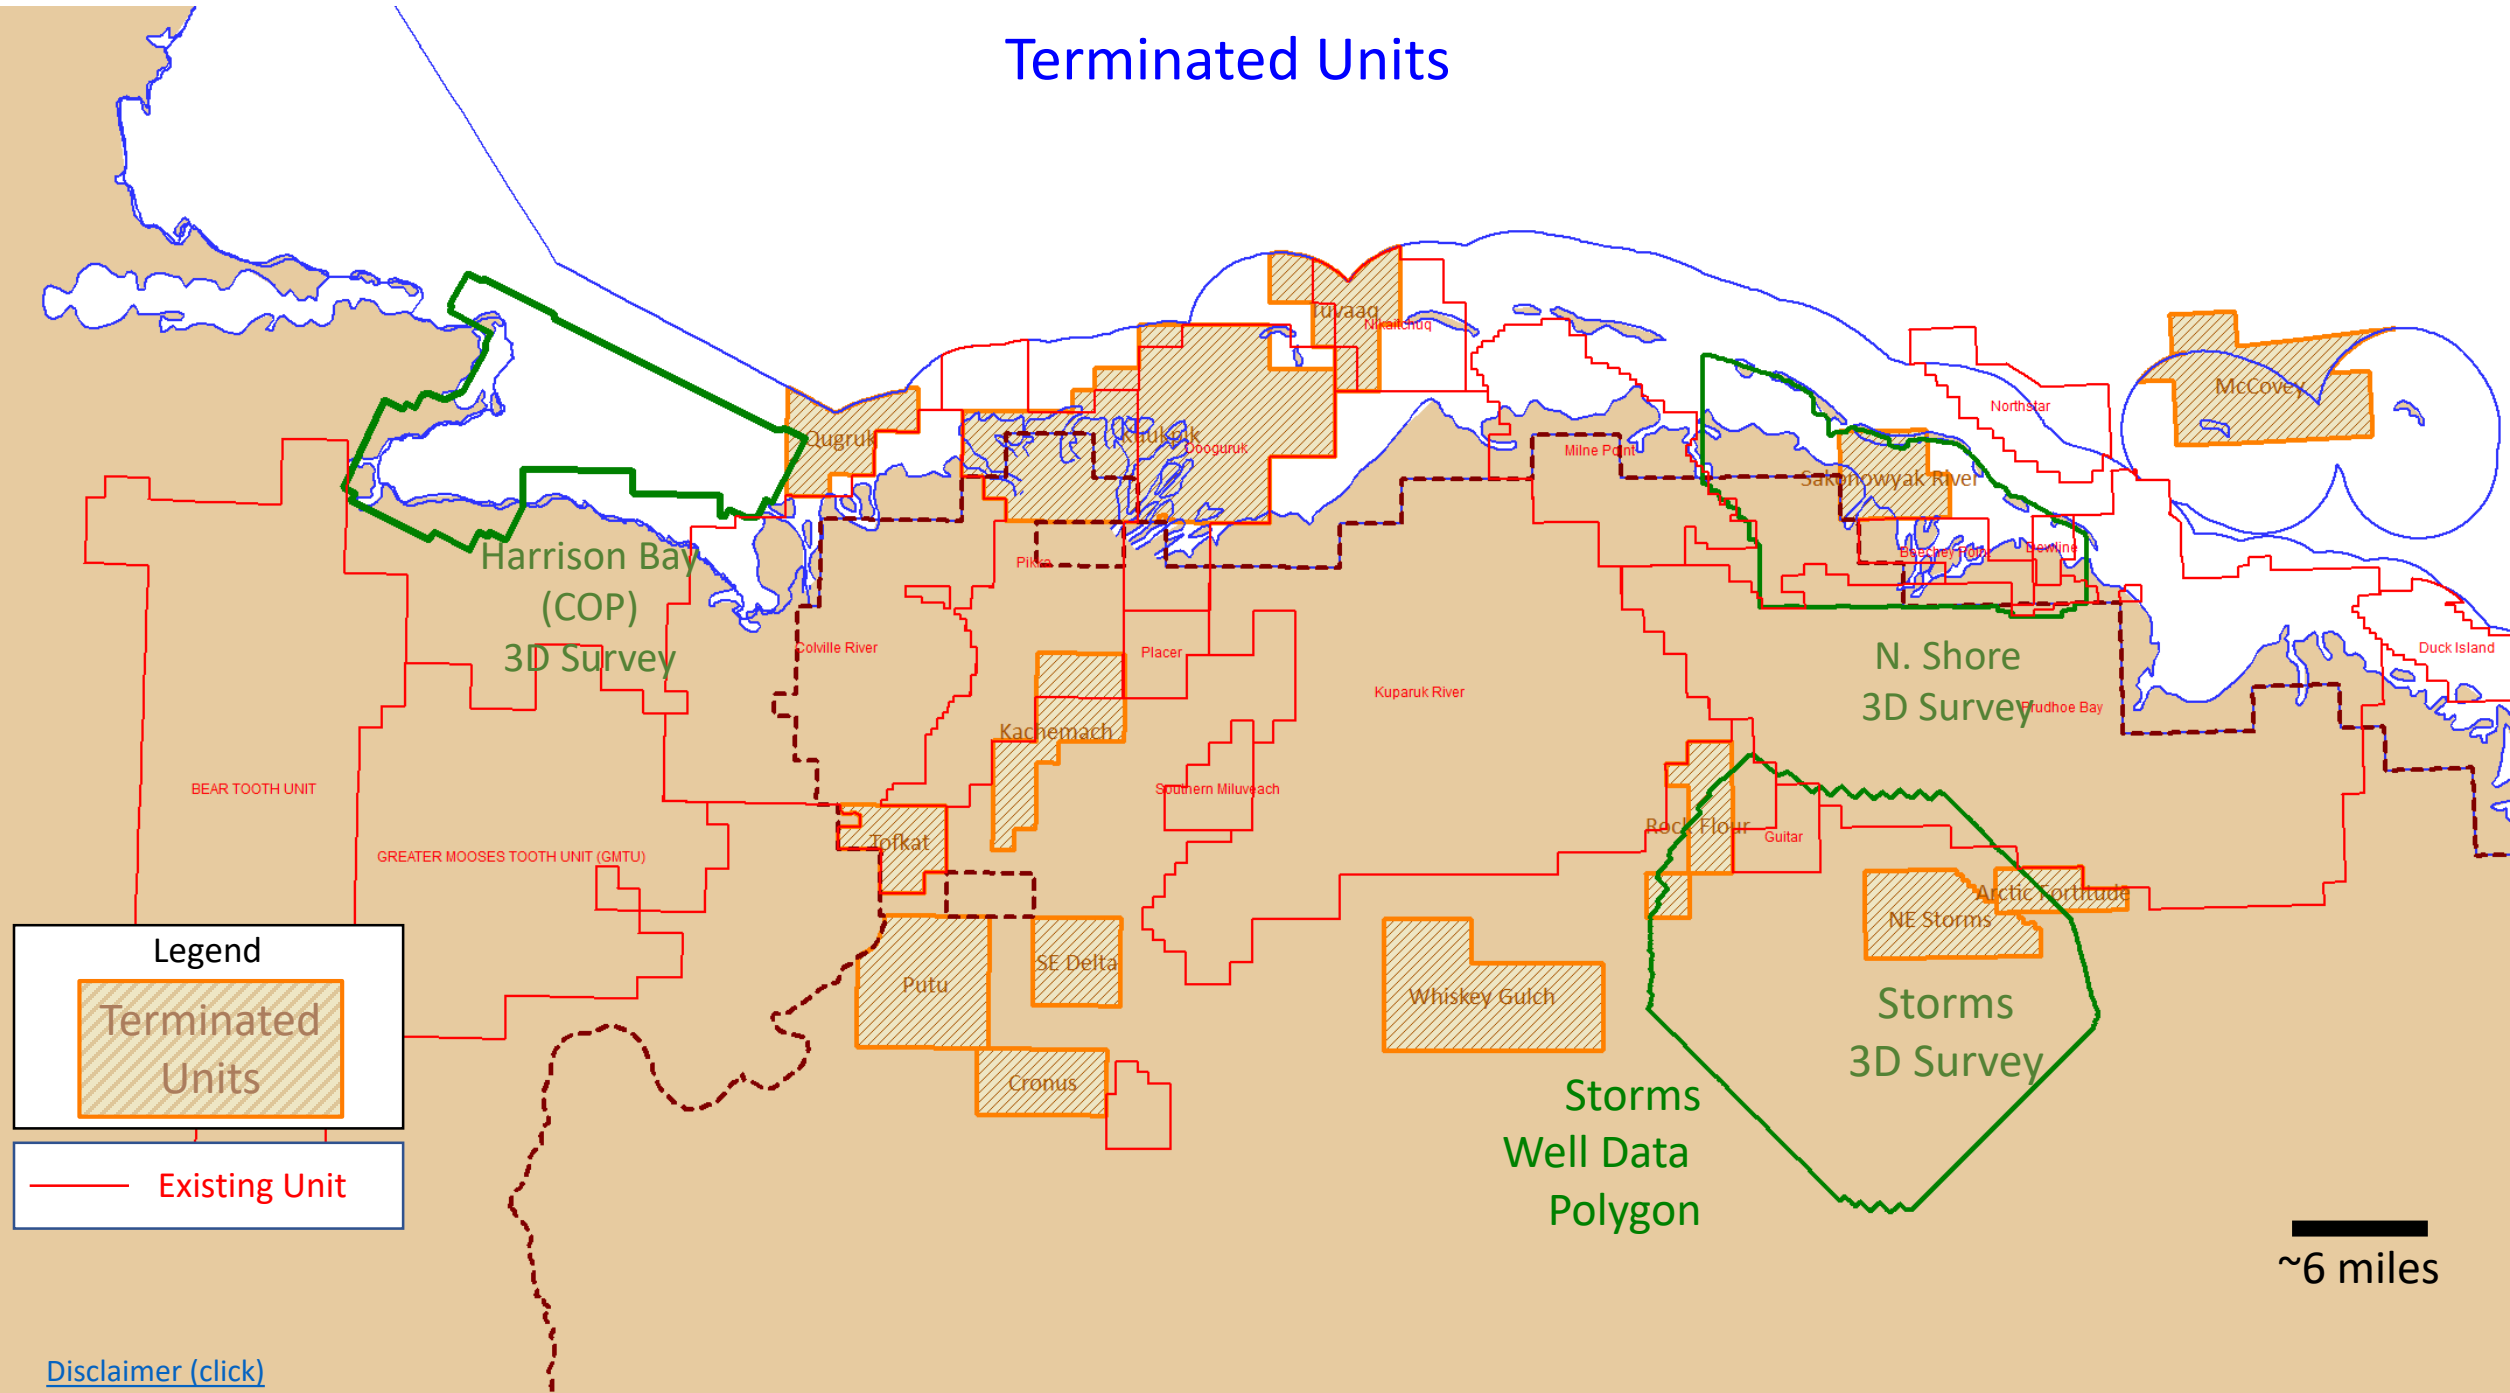 Terminated Units
Tuvaaq
Nikaitchuq
McCovey
Northstar
Qugruk
Kuukpik
Oooguruk
Milne Point
Sakonowyak River
Harrison Bay
(COP)
3D Survey
Pikka
Beechey Point
Dewline
Colville River
Placer
N. Shore
3D Survey
Duck Island
Kuparuk River
Prudhoe Bay
Kachemach
BEAR TOOTH UNIT
Southern Miluveach
GREATER MOOSES TOOTH UNIT (GMTU)
Tofkat
Rock Flour
Guitar
Arctic Fortitude
NE Storms
Putu
SE Delta
Whiskey Gulch
Storms
3D Survey
Cronus
Storms
Well Data
Polygon
Legend
Terminated
Units
Existing Unit
~6 miles
Disclaimer (click)